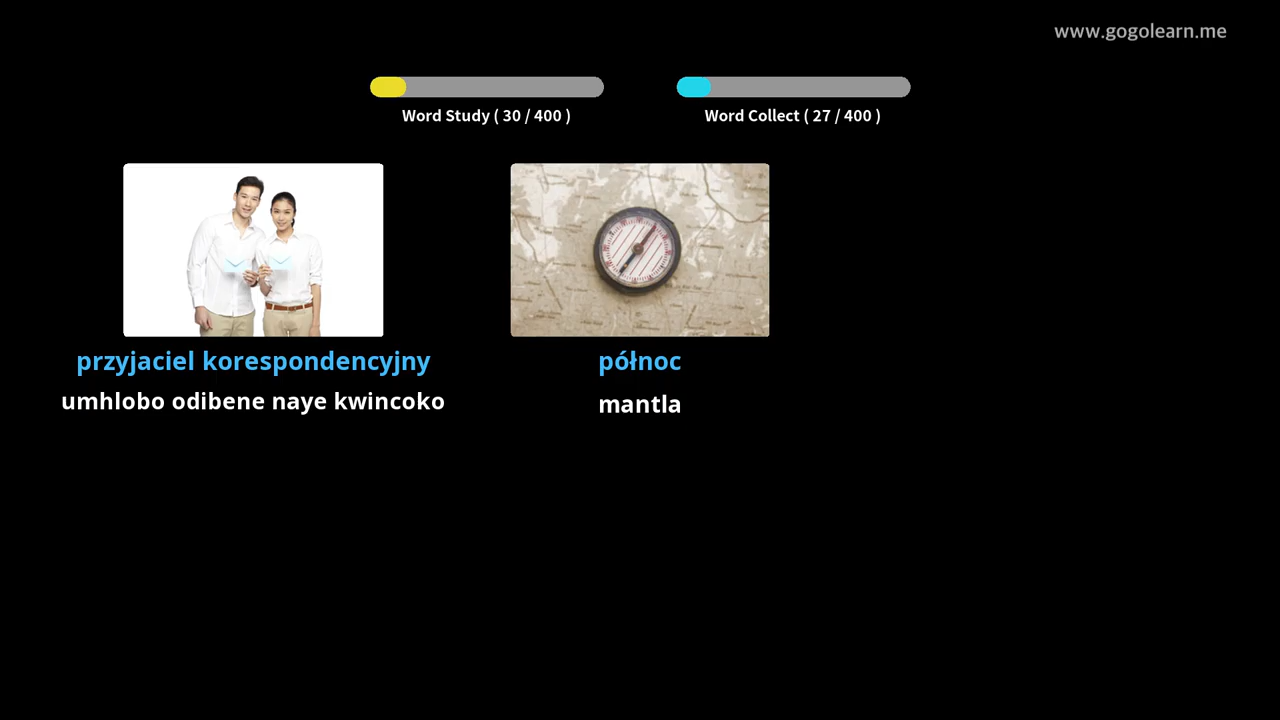 www.gogolearn.me
Word Study ( 30 / 400 )
Word Collect ( 27 / 400 )
przyjaciel korespondencyjny
umhlobo odibene naye kwincoko
północ
mantla